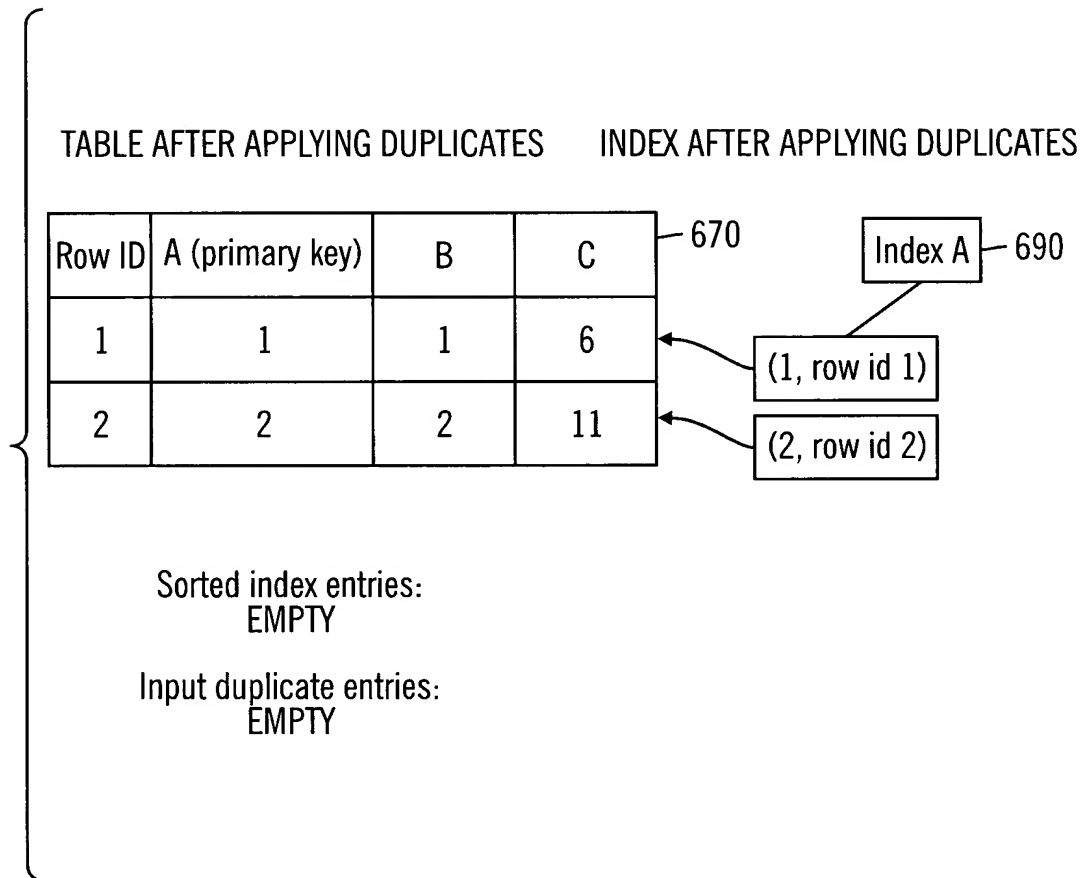 TABLE AFTER APPLYING DUPLICATES INDEX AFTER APPLYING DUPLICATES
Row ID A (primary key) B C 670 Index A 690
1 1 1 6 (1, row id 1)
2 2 2 11 (2, row id 2)
Sorted index entries:
EMPTY
Input duplicate entries:
EMPTY